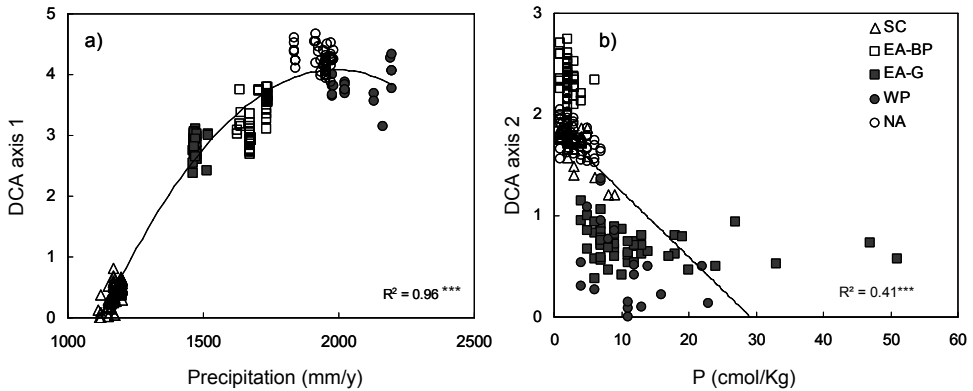 a)
5
4
3
2
1
0
DCA axis 1
R² = 0.96 ***
1000 1500 2000 2500
Precipitation (mm/y)
b)
SC
EA-BP
EA-G
WP
NA
3
2
1
0
DCA axis 2
R² = 0.41***
0 10 20 30 40 50 60
P (cmol/Kg)